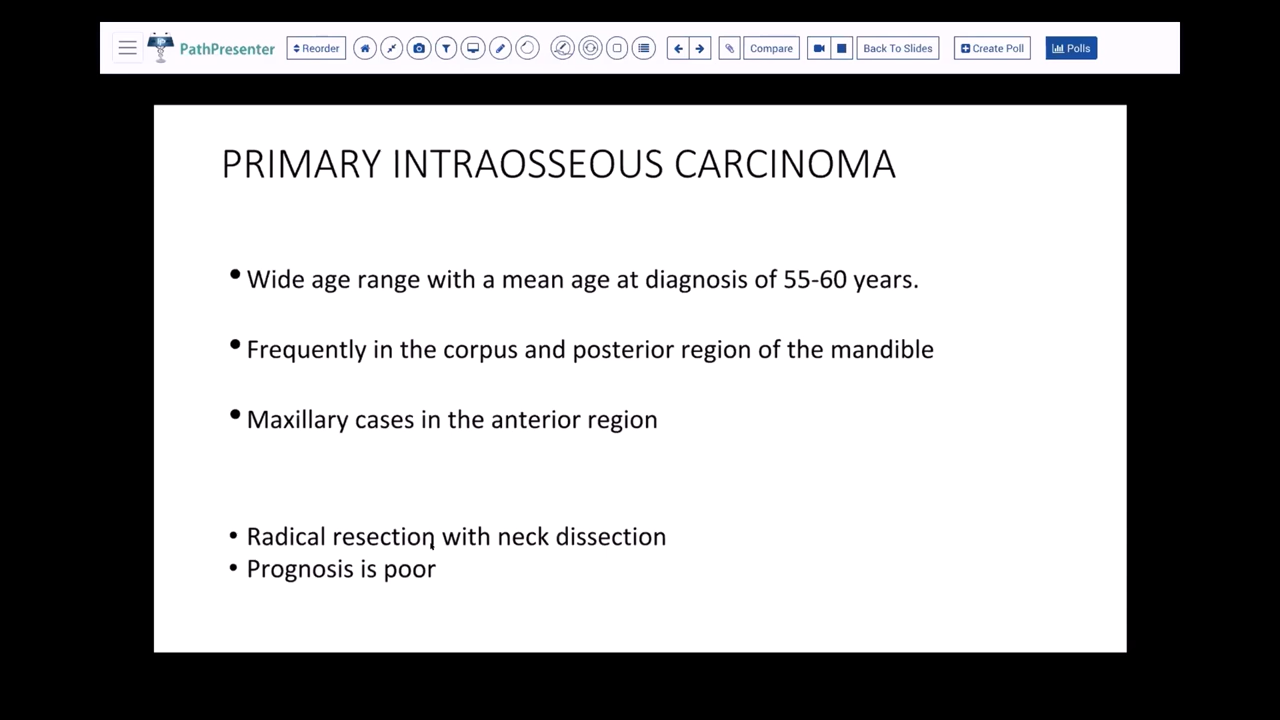 PathPresenter Reorder Compare Back To Slides Create Poll Polls
PRIMARY INTRAOSSEOUS CARCINOMA
• Wide age range with a mean age at diagnosis of 55-60 years.
• Frequently in the corpus and posterior region of the mandible
• Maxillary cases in the anterior region
• Radical resection with neck dissection
• Prognosis is poor